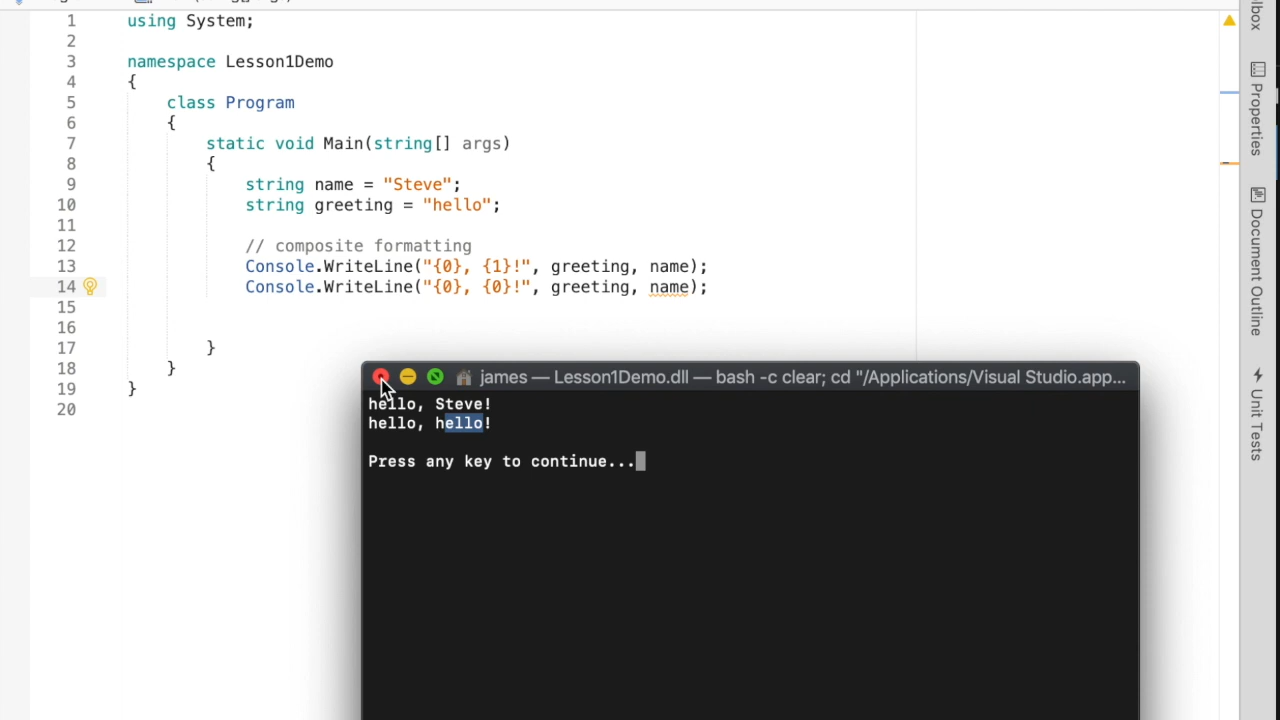 1 using System;
2
3 namespace Lesson1Demo
4 {
5 class Program
6 {
7 static void Main(string[] args)
8 {
9 string name = "Steve";
10 string greeting = "hello";
11
12 // composite formatting
13 Console.WriteLine("{0}, {1}!", greeting, name);
14 Console.WriteLine("{0}, {0}!", greeting, name);
15
16
17 }
18 }
19 }
20
james — Lesson1Demo.dll — bash -c clear; cd "/Applications/Visual Studio.app...
hello, Steve!
hello, hello!
Press any key to continue...
Properties
Document Outline
Unit Tests